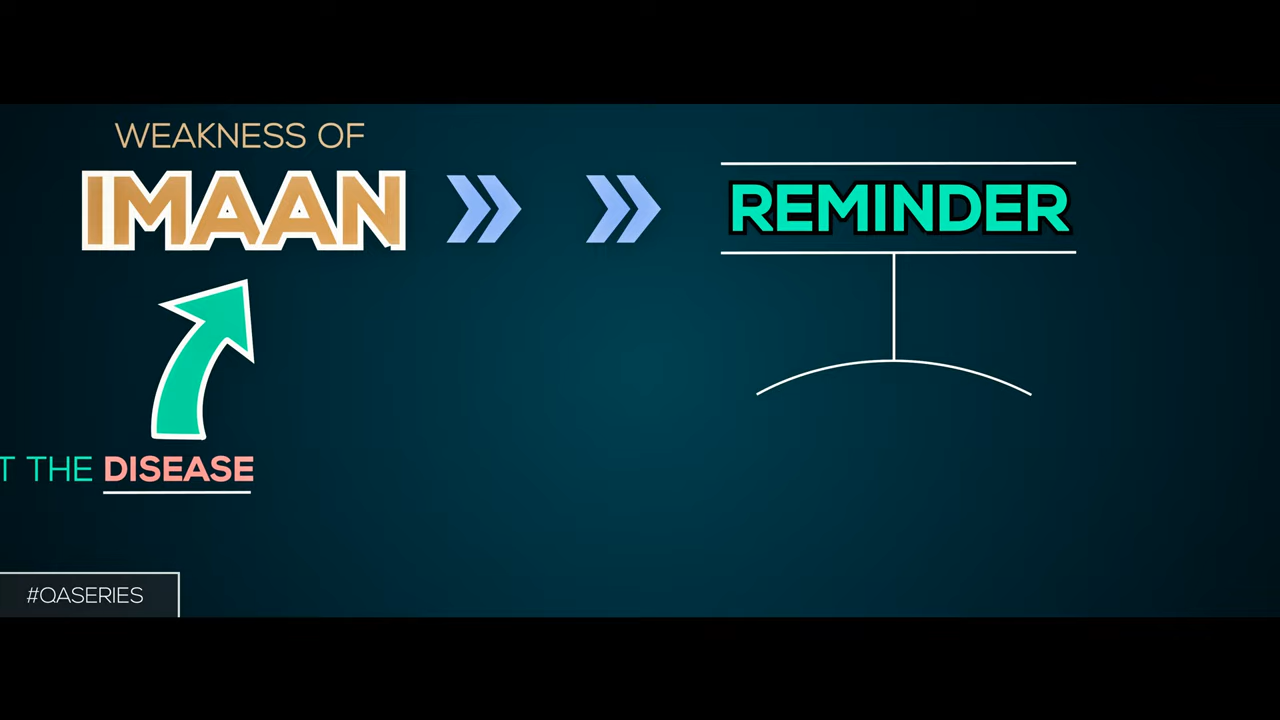 WEAKNESS OF
IMAAN
REMINDER
T THE DISEASE
#QASERIES